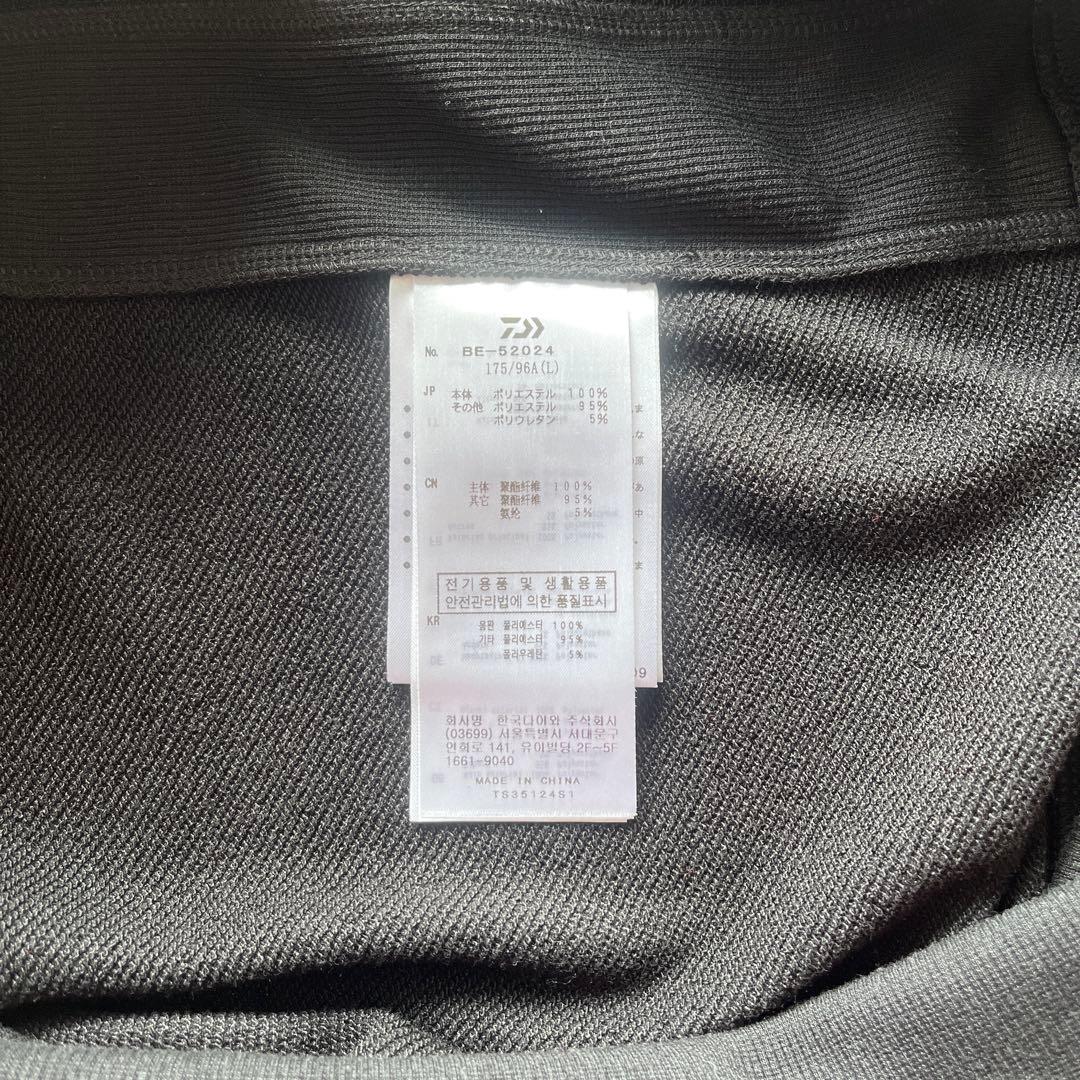 No. BE-52024
175/96A(L)
JP 本体 ポリエステル 100%
その他 ポリエステル 95%
ポリウレタン 5%
CN 主体 聚酯纤维 100%
其它 聚酯纤维 95%
氨纶 5%
전기용품 및 생활용품
안전관리법에 의한 품질표시
KR 몸판 폴리에스터 100%
기타 폴리에스터 95%
폴리우레탄 5%
회사명 한국다이와 주식회사
(03699) 서울특별시 서대문구
연희로 141, 유이빌딩 2F~5F
1661-9040
MADE IN CHINA
TS35124S1